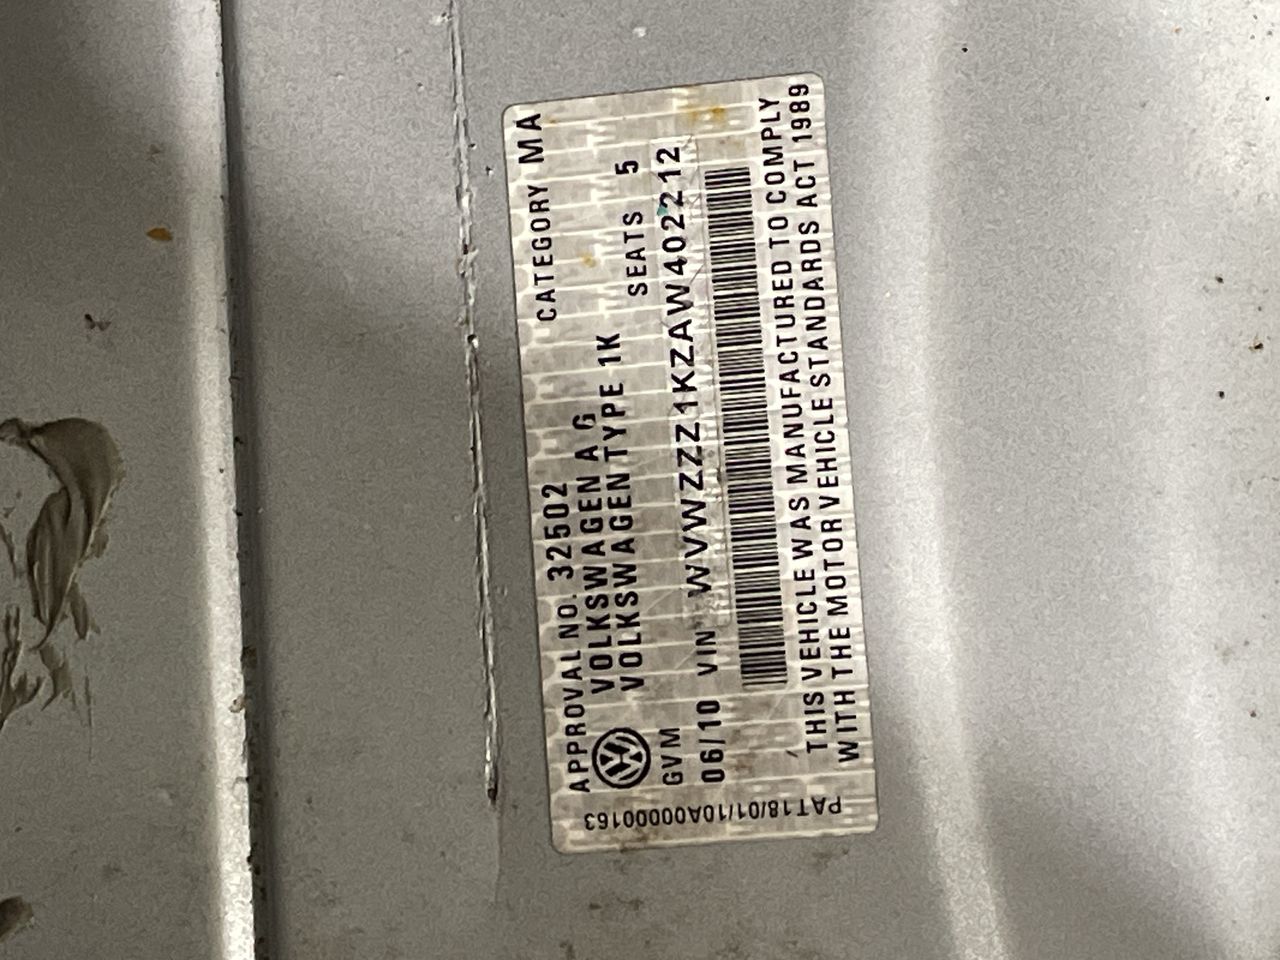 APPROVAL NO. 32502 CATEGORY MA
VOLKSWAGEN A G
VOLKSWAGEN TYPE 1K
GVM SEATS 5
06/10 VIN WVWZZZ1KZAW402212
THIS VEHICLE WAS MANUFACTURED TO COMPLY
WITH THE MOTOR VEHICLE STANDARDS ACT 1989
PAT18/01/10A00000163